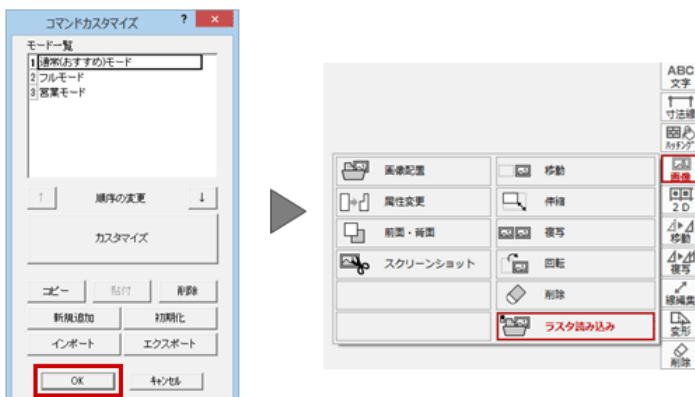 コマンドカスタマイズ ? ×
モード一覧
1 通常(おすすめ)モード
2 フルモード
3 営業モード
↑ 順序の変更 ↓
カスタマイズ
コピー 貼付 削除
新規追加 初期化
インポート エクスポート
OK キャンセル
画像配置 移動
属性変更 伸縮
前面・背面 複写
スクリーンショット 回転
削除
ラスタ読み込み
ABC
文字
寸法線
ハッチング
画像
2D
移動
複写
線編集
変形
削除